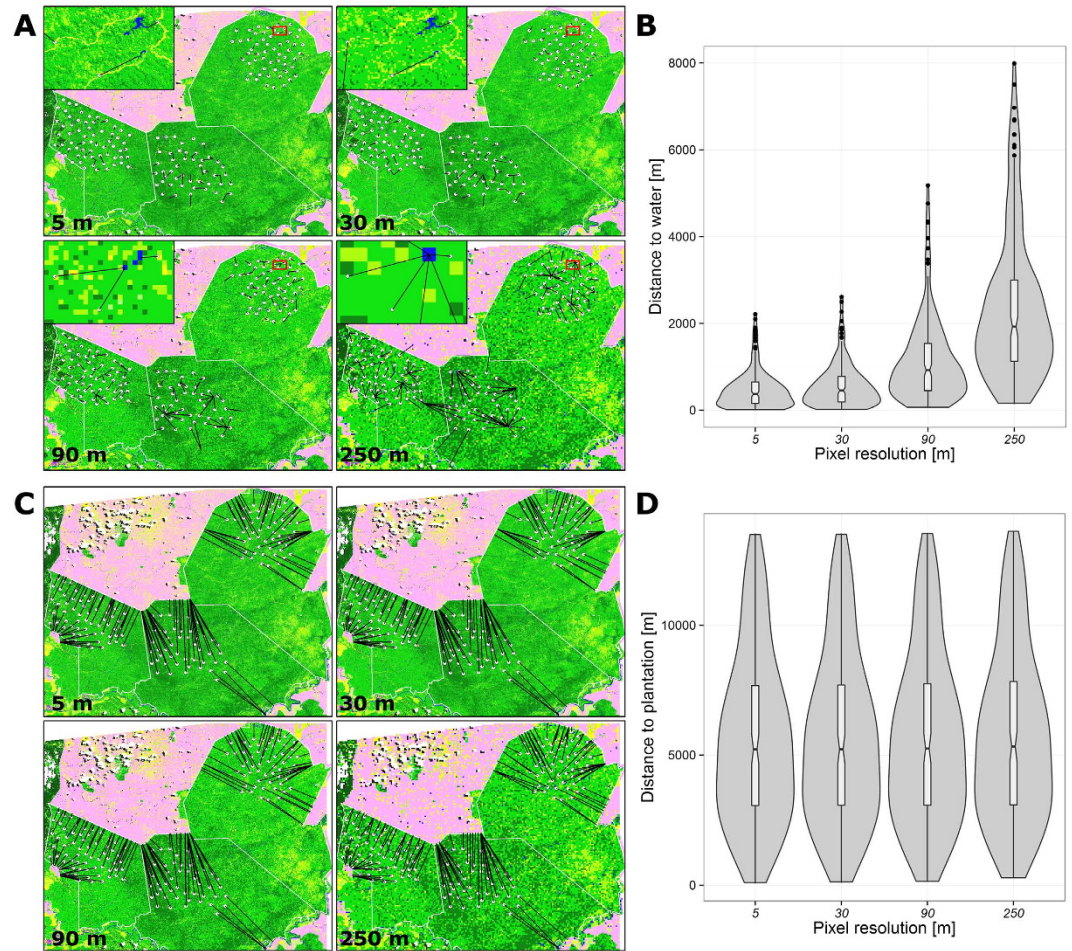 A
5 m
30 m
90 m
250 m
B
Distance to water [m]
8000
6000
4000
2000
0
5
30
90
250
Pixel resolution [m]
C
5 m
30 m
90 m
250 m
D
Distance to plantation [m]
10000
5000
0
5
30
90
250
Pixel resolution [m]